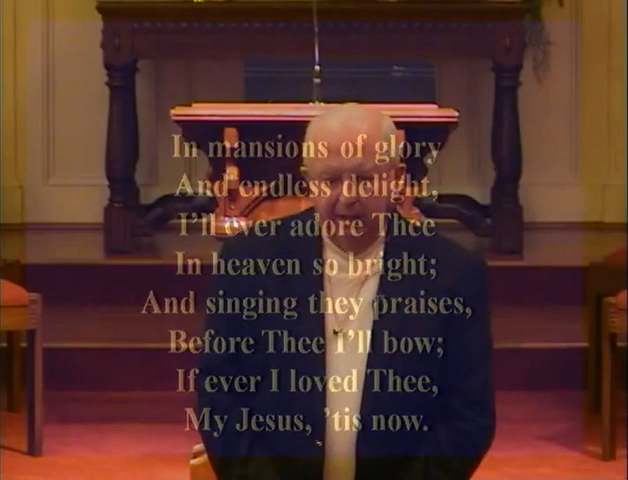 In mansions of glory
And endless delight,
I'll ever adore Thee
In heaven so bright;
And singing they praises,
Before Thee I'll bow;
If ever I loved Thee,
My Jesus, 'tis now.